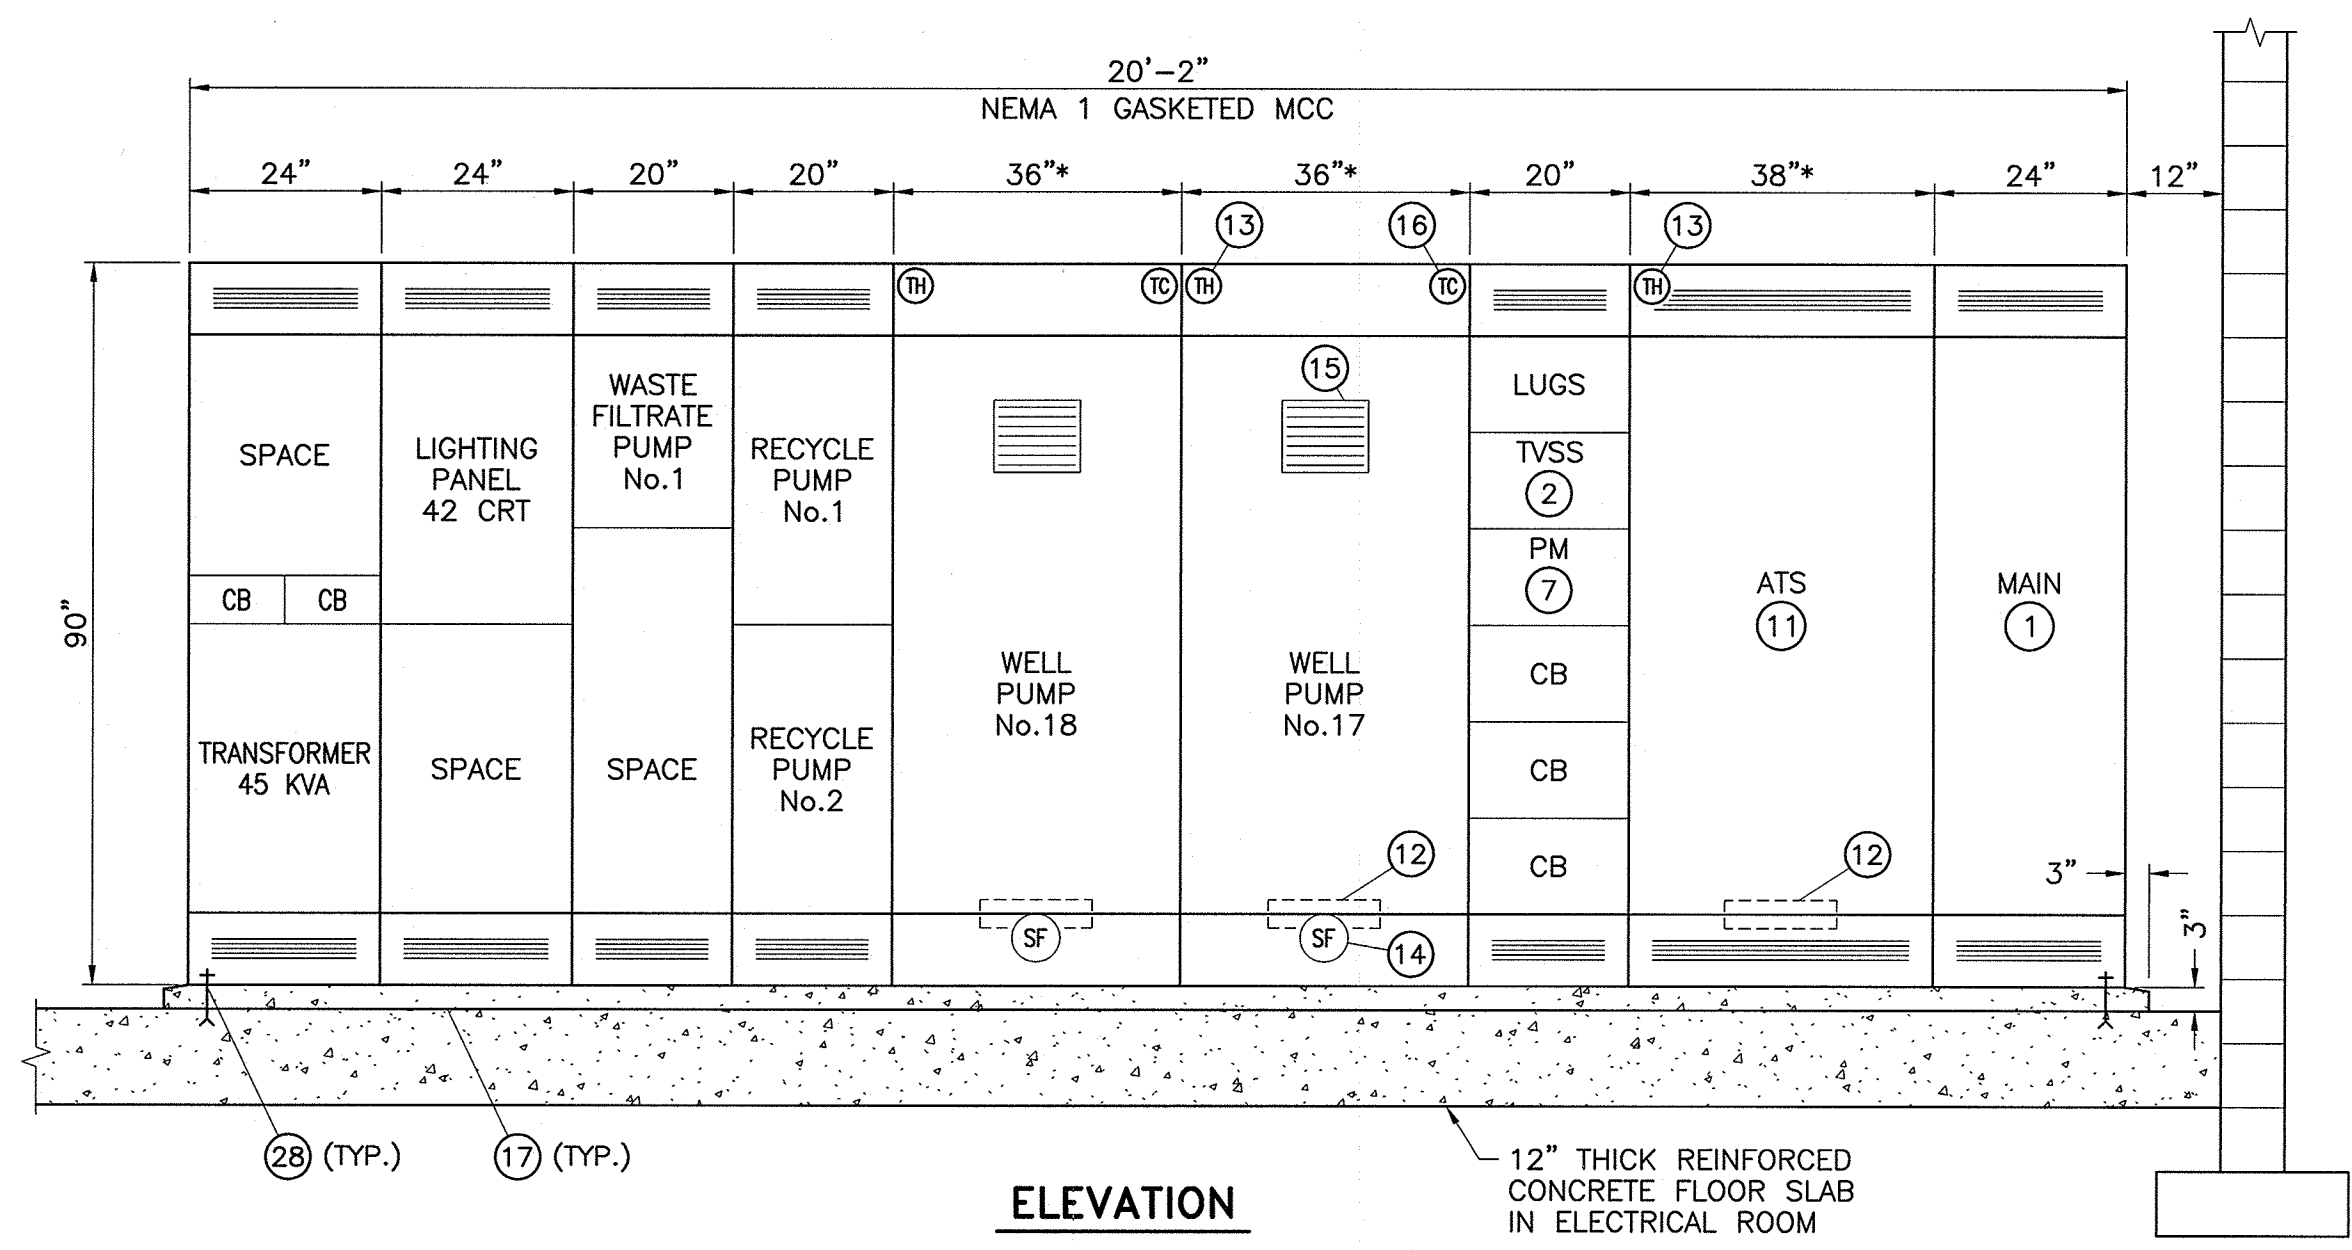 20'-2"
NEMA 1 GASKETED MCC
24" 24" 20" 20" 36"* 36"* 20" 38"* 24" 12"
13 16 13
TH TC TH TC TH
15
SPACE
LIGHTING
PANEL
42 CRT
WASTE
FILTRATE
PUMP
No.1
RECYCLE
PUMP
No.1
LUGS
TVSS
2
PM
7
CB
CB
CB
ATS
11
MAIN
1
90"
CB CB
WELL
PUMP
No.18
WELL
PUMP
No.17
TRANSFORMER
45 KVA
SPACE
SPACE
RECYCLE
PUMP
No.2
12
12
3"
3"
SF
SF
14
28 (TYP.)
17 (TYP.)
12" THICK REINFORCED
CONCRETE FLOOR SLAB
IN ELECTRICAL ROOM
ELEVATION